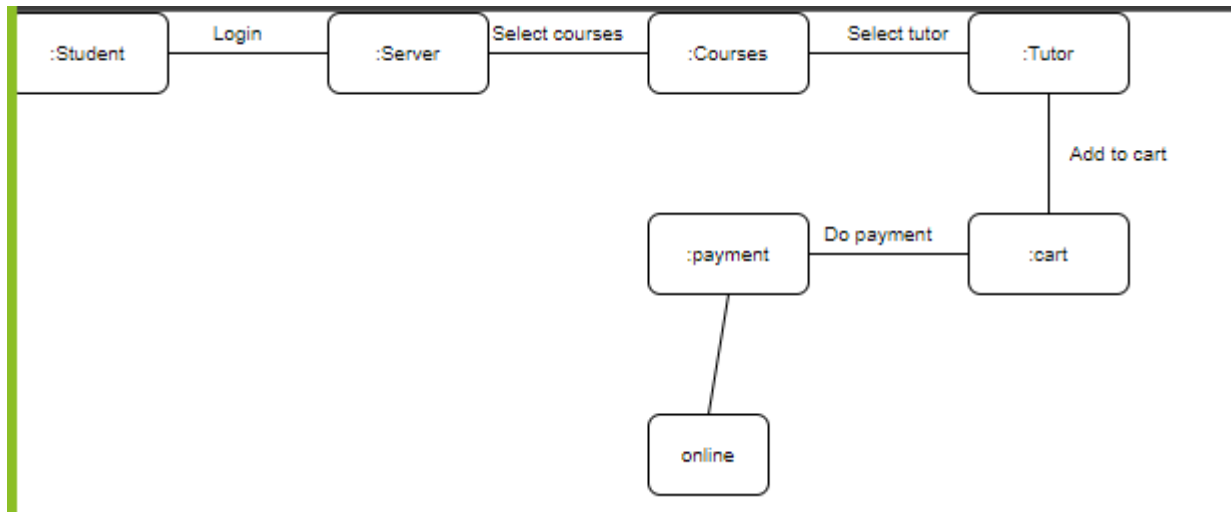 Login
Select courses
Select tutor
:Student
:Server
:Courses
:Tutor
Add to cart
Do payment
:payment
:cart
online